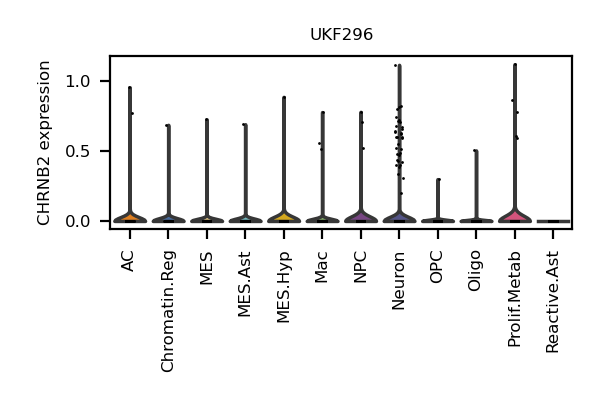 UKF296
CHRNB2 expression
1.0
0.5
0.0
AC
Chromatin.Reg
MES
MES.Ast
MES.Hyp
Mac
NPC
Neuron
OPC
Oligo
Prolif.Metab
Reactive.Ast